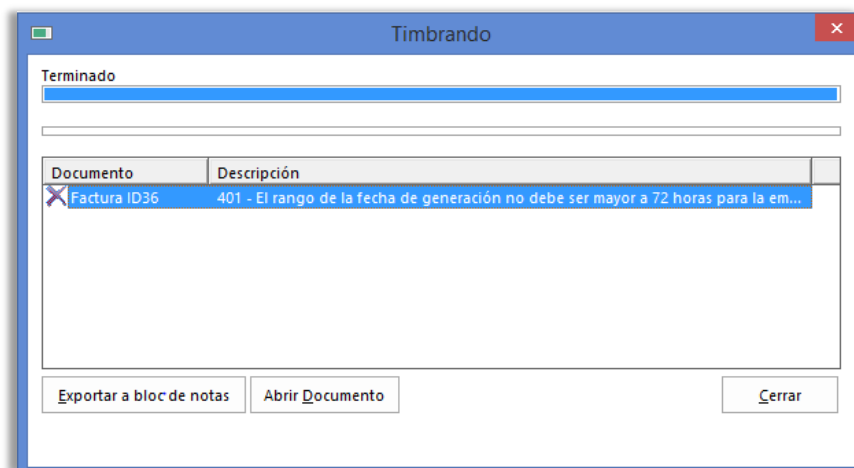 Timbrando
Terminado
Documento Descripción
Factura ID36 401 - El rango de la fecha de generación no debe ser mayor a 72 horas para la em...
Exportar a bloc de notas Abrir Documento Cerrar